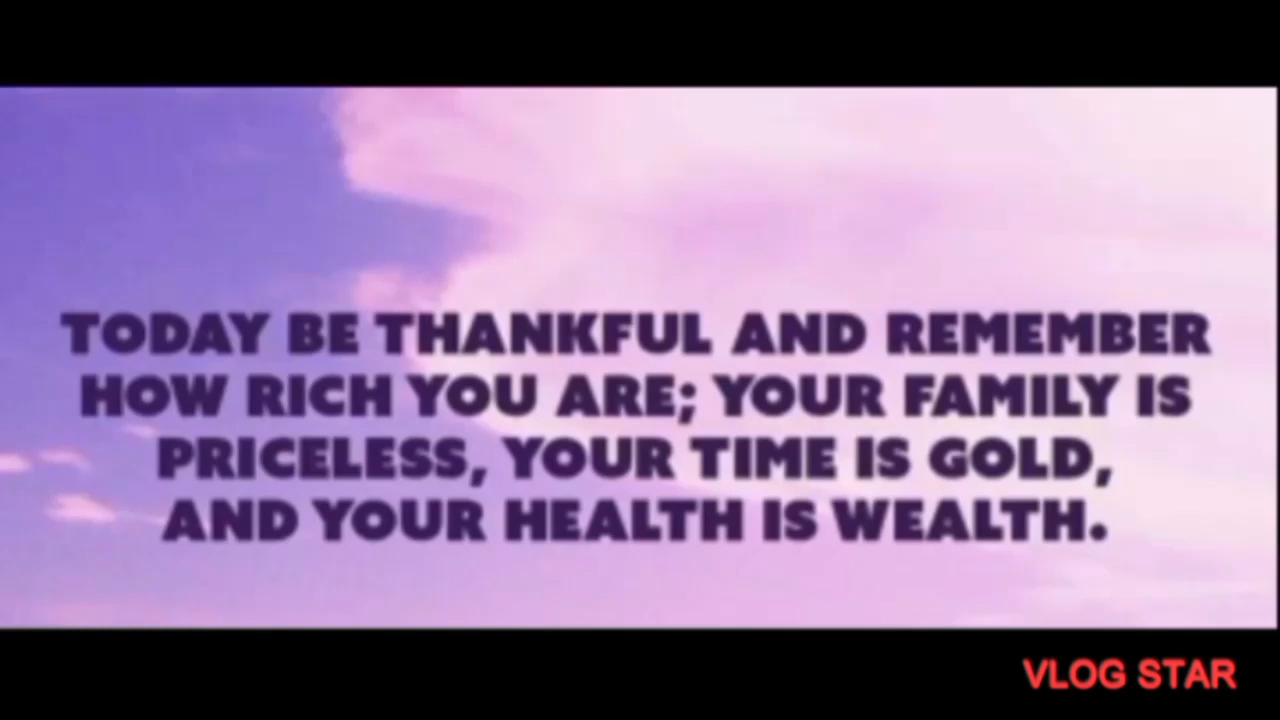 TODAY BE THANKFUL AND REMEMBER
HOW RICH YOU ARE; YOUR FAMILY IS
PRICELESS, YOUR TIME IS GOLD,
AND YOUR HEALTH IS WEALTH.
VLOG STAR